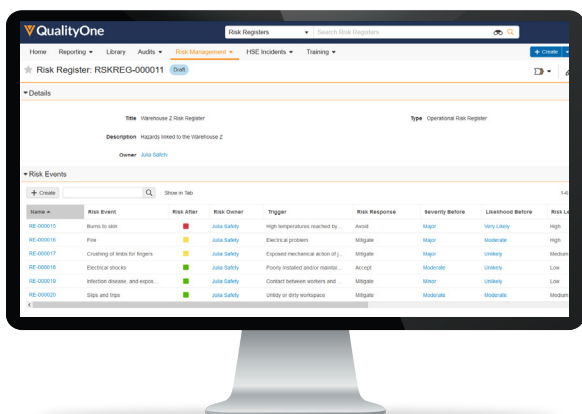 QualityOne
Risk Registers Search Risk Registers
Home Reporting Library Audits Risk Management HSE Incidents Training + Create
Risk Register: RSKREG-000011 Draft
Details
Title Warehouse Z Risk Register Type Operational Risk Register
Description Hazards linked to the Warehouse Z
Owner Julia Safety
Risk Events
+ Create Show in Tab
Name Risk Event Risk After Risk Owner Trigger Risk Response Severity Before Likelihood Before Risk Le
RE-000015 Burns to skin Julia Safety High temperatures reached by... Avoid Major Very Likely High
RE-000016 Fire Julia Safety Electrical problem Mitigate Major Moderate High
RE-000017 Crushing of limbs for fingers Julia Safety Exposed mechanical action of j... Mitigate Major Unlikely Medium
RE-000018 Electrical shocks Julia Safety Poorly installed and/or maintai... Accept Moderate Unlikely Low
RE-000019 Infection disease, and expos... Julia Safety Contact between workers and ... Mitigate Minor Unlikely Low
RE-000020 Slips and trips Julia Safety Untidy or dirty workspace Mitigate Moderate Moderate Medium